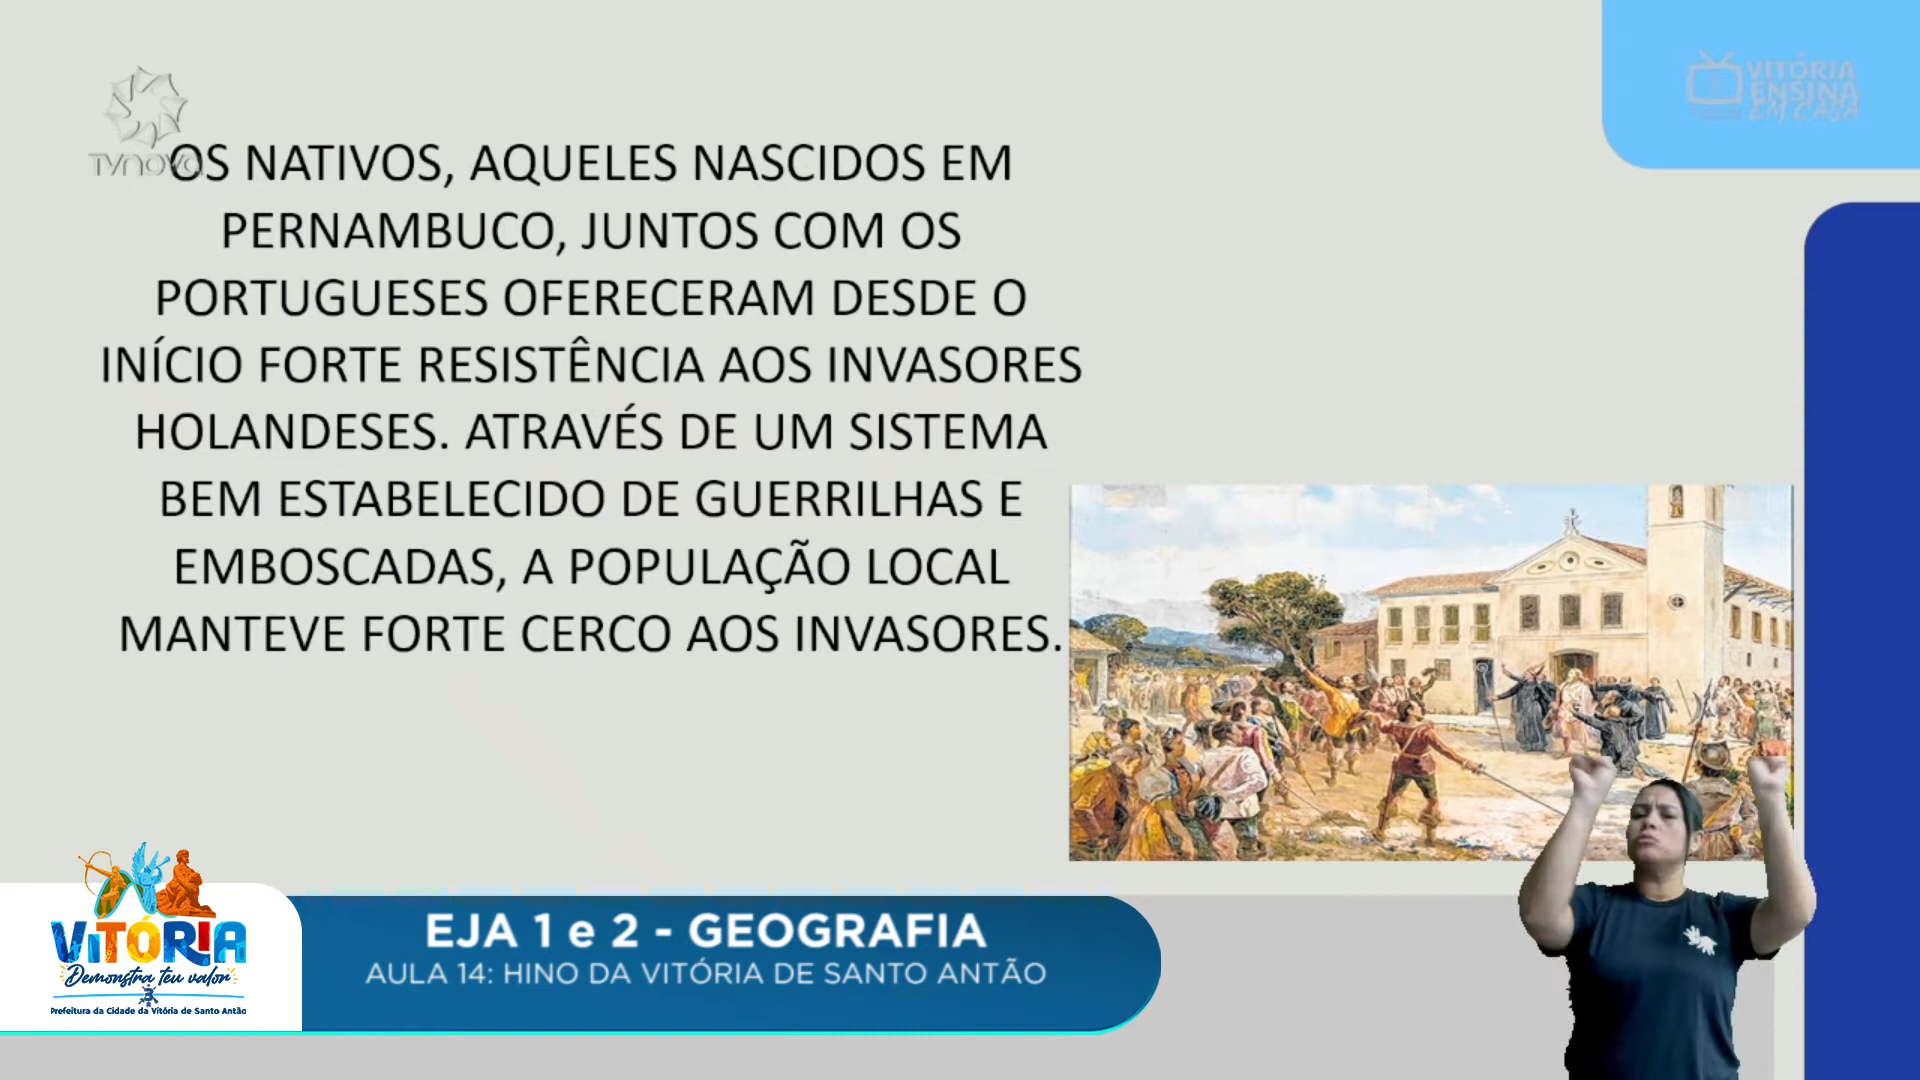 TVNOVA
VITÓRIA
ENSINA
EM CASA
OS NATIVOS, AQUELES NASCIDOS EM
PERNAMBUCO, JUNTOS COM OS
PORTUGUESES OFERECERAM DESDE O
INÍCIO FORTE RESISTÊNCIA AOS INVASORES
HOLANDESES. ATRAVÉS DE UM SISTEMA
BEM ESTABELECIDO DE GUERRILHAS E
EMBOSCADAS, A POPULAÇÃO LOCAL
MANTEVE FORTE CERCO AOS INVASORES.
VITÓRIA
Demonstra teu valor
Prefeitura da Cidade da Vitória de Santo Antão
EJA 1 e 2 - GEOGRAFIA
AULA 14: HINO DA VITÓRIA DE SANTO ANTÃO